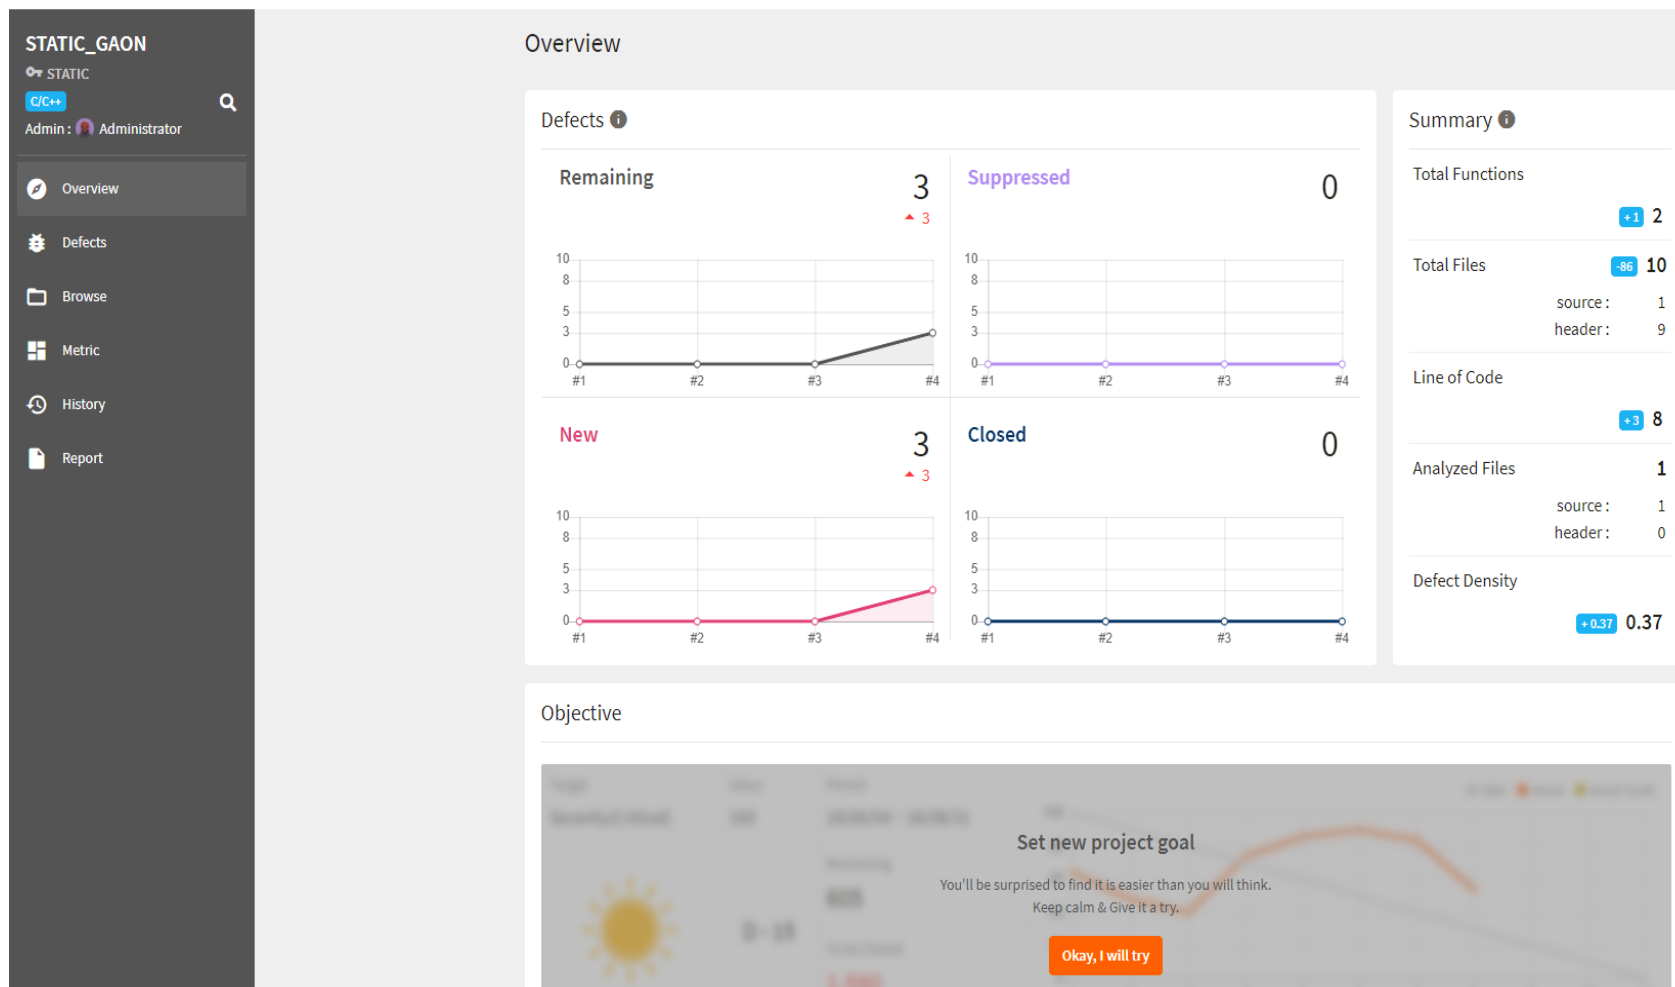 STATIC_GAON
STATIC
C/C++
Admin : Administrator
Overview
Defects
Browse
Metric
History
Report
Overview
Defects
Remaining
3
3
10
8
5
3
0
#1 #2 #3 #4
Suppressed
0
10
8
5
3
0
#1 #2 #3 #4
New
3
3
10
8
5
3
0
#1 #2 #3 #4
Closed
0
10
8
5
3
0
#1 #2 #3 #4
Summary
Total Functions
+1 2
Total Files -86 10
source : 1
header : 9
Line of Code
+3 8
Analyzed Files 1
source : 1
header : 0
Defect Density
+0.37 0.37
Objective
Set new project goal
You'll be surprised to find it is easier than you will think.
Keep calm & Give it a try.
Okay, I will try